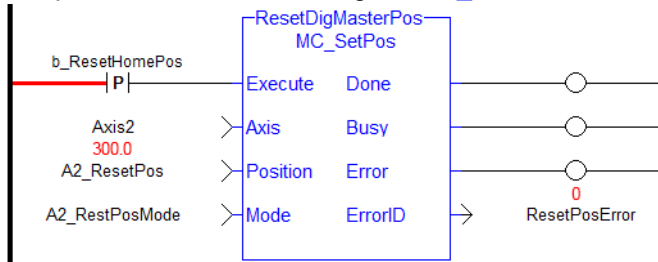 ResetDigMasterPos
MC_SetPos
b_ResetHomePos
P
Execute Done
Axis2
Axis Busy
300.0
A2_ResetPos
Position Error
0
A2_RestPosMode
Mode ErrorID
ResetPosError